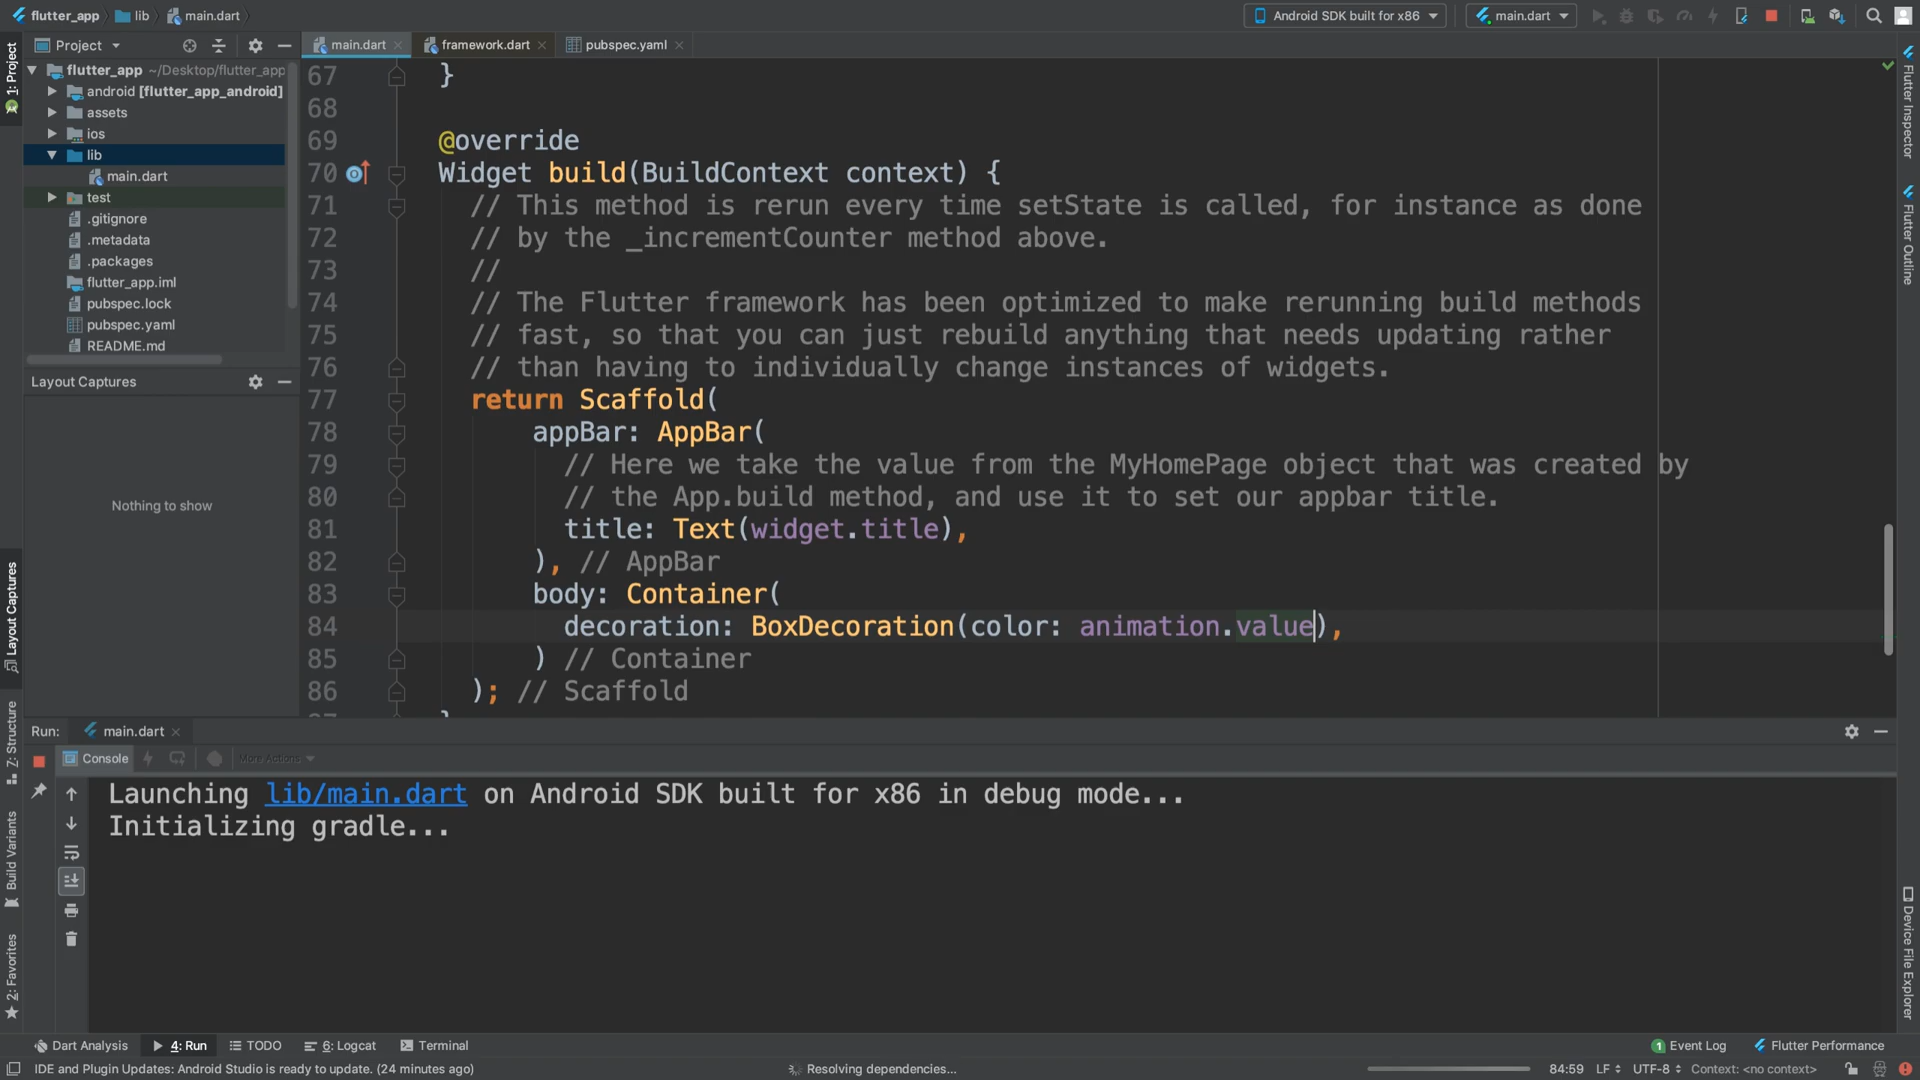 flutter_app
lib
main.dart
Android SDK built for x86
main.dart
Project
main.dart
framework.dart
pubspec.yaml
1: Project
flutter_app ~/Desktop/flutter_app
android [flutter_app_android]
assets
ios
lib
main.dart
test
.gitignore
.metadata
.packages
flutter_app.iml
pubspec.lock
pubspec.yaml
README.md
Layout Captures
Nothing to show
Layout Captures
Z: Structure
Build Variants
2: Favorites
67 }
68
69 @override
70 Widget build(BuildContext context) {
71 // This method is rerun every time setState is called, for instance as done
72 // by the _incrementCounter method above.
73 //
74 // The Flutter framework has been optimized to make rerunning build methods
75 // fast, so that you can just rebuild anything that needs updating rather
76 // than having to individually change instances of widgets.
77 return Scaffold(
78 appBar: AppBar(
79 // Here we take the value from the MyHomePage object that was created by
80 // the App.build method, and use it to set our appbar title.
81 title: Text(widget.title),
82 ), // AppBar
83 body: Container(
84 decoration: BoxDecoration(color: animation.value),
85 ) // Container
86 ); // Scaffold
Flutter Inspector
Flutter Outline
Device File Explorer
Run:
main.dart
Console
More Actions
Launching lib/main.dart on Android SDK built for x86 in debug mode...
Initializing gradle...
Dart Analysis
4: Run
TODO
6: Logcat
Terminal
1 Event Log
Flutter Performance
IDE and Plugin Updates: Android Studio is ready to update. (24 minutes ago)
Resolving dependencies...
84:59
LF
UTF-8
Context: <no context>